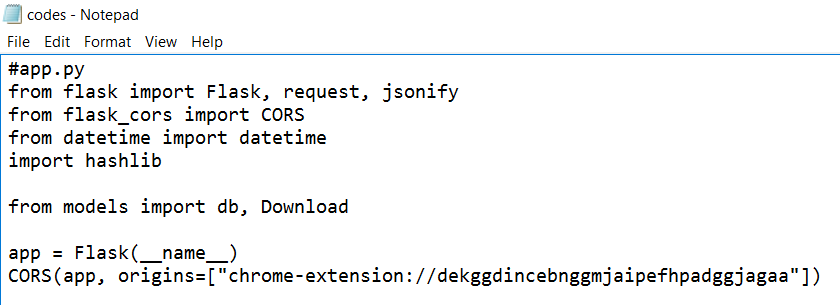 codes - Notepad
File Edit Format View Help
#app.py
from flask import Flask, request, jsonify
from flask_cors import CORS
from datetime import datetime
import hashlib

from models import db, Download

app = Flask(__name__)
CORS(app, origins=["chrome-extension://dekggdincebnggmjaipefhpadggjagaa"])